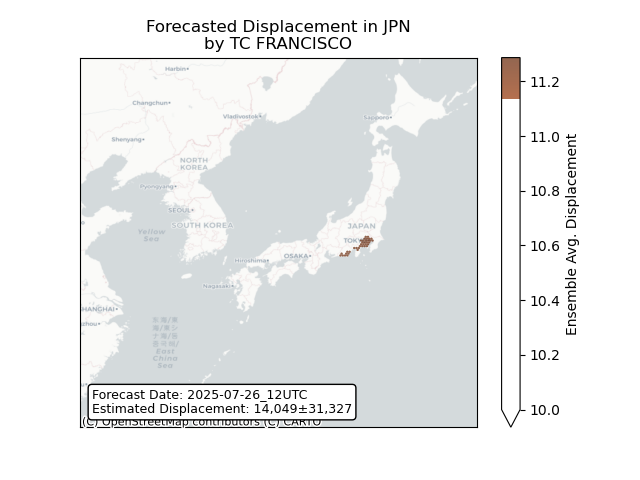 Forecasted Displacement in JPN
by TC FRANCISCO
Harbin
Changchun
Vladivostok
Sapporo
Shenyang
NORTH
KOREA
Pyongyang
SEOUL
SOUTH KOREA
JAPAN
Yellow
Sea
Hiroshima
OSAKA
Nagasaki
SHANGHAI
zhou
East
China
Sea
Forecast Date: 2025-07-26_12UTC
Estimated Displacement: 14,049±31,327
(C) OpenStreetMap contributors (C) CARTO
11.2
11.0
10.8
10.6
10.4
10.2
10.0
Ensemble Avg. Displacement